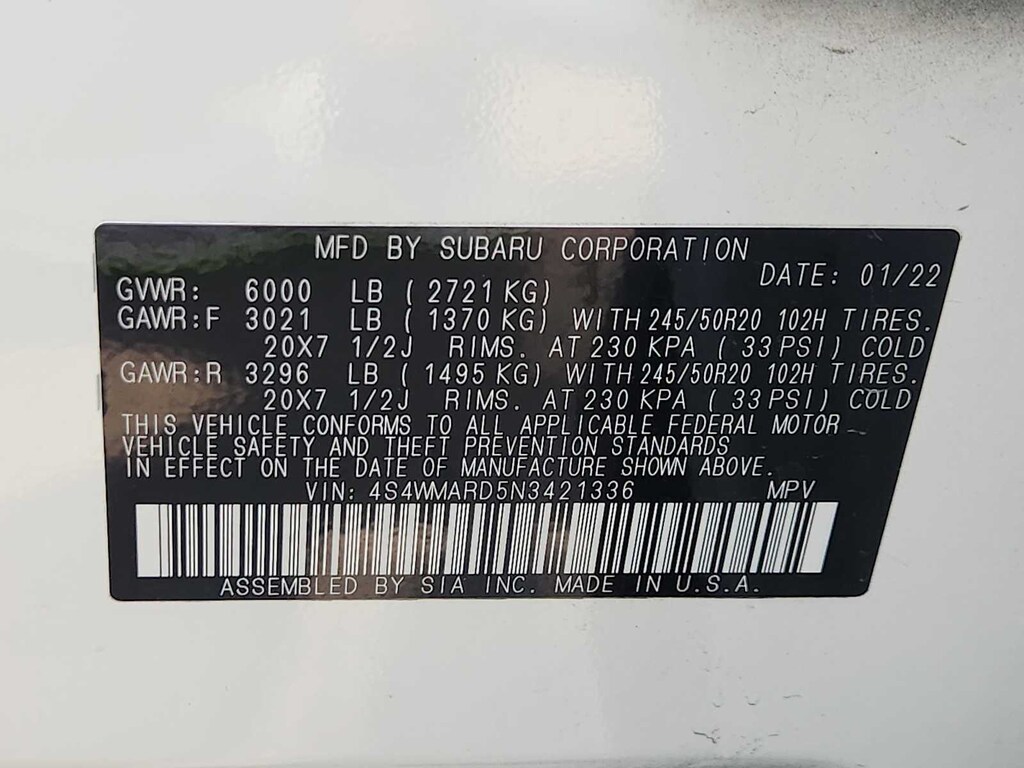 MFD BY SUBARU CORPORATION
DATE: 01/22
GVWR: 6000 LB ( 2721 KG)
GAWR:F 3021 LB ( 1370 KG) WITH 245/50R20 102H TIRES.
20X7 1/2J RIMS. AT 230 KPA ( 33 PSI) COLD
GAWR:R 3296 LB ( 1495 KG) WITH 245/50R20 102H TIRES.
20X7 1/2J RIMS. AT 230 KPA ( 33 PSI) COLD
THIS VEHICLE CONFORMS TO ALL APPLICABLE FEDERAL MOTOR
VEHICLE SAFETY AND THEFT PREVENTION STANDARDS
IN EFFECT ON THE DATE OF MANUFACTURE SHOWN ABOVE.
VIN: 4S4WMARD5N3421336 MPV
ASSEMBLED BY SIA INC. MADE IN U.S.A.